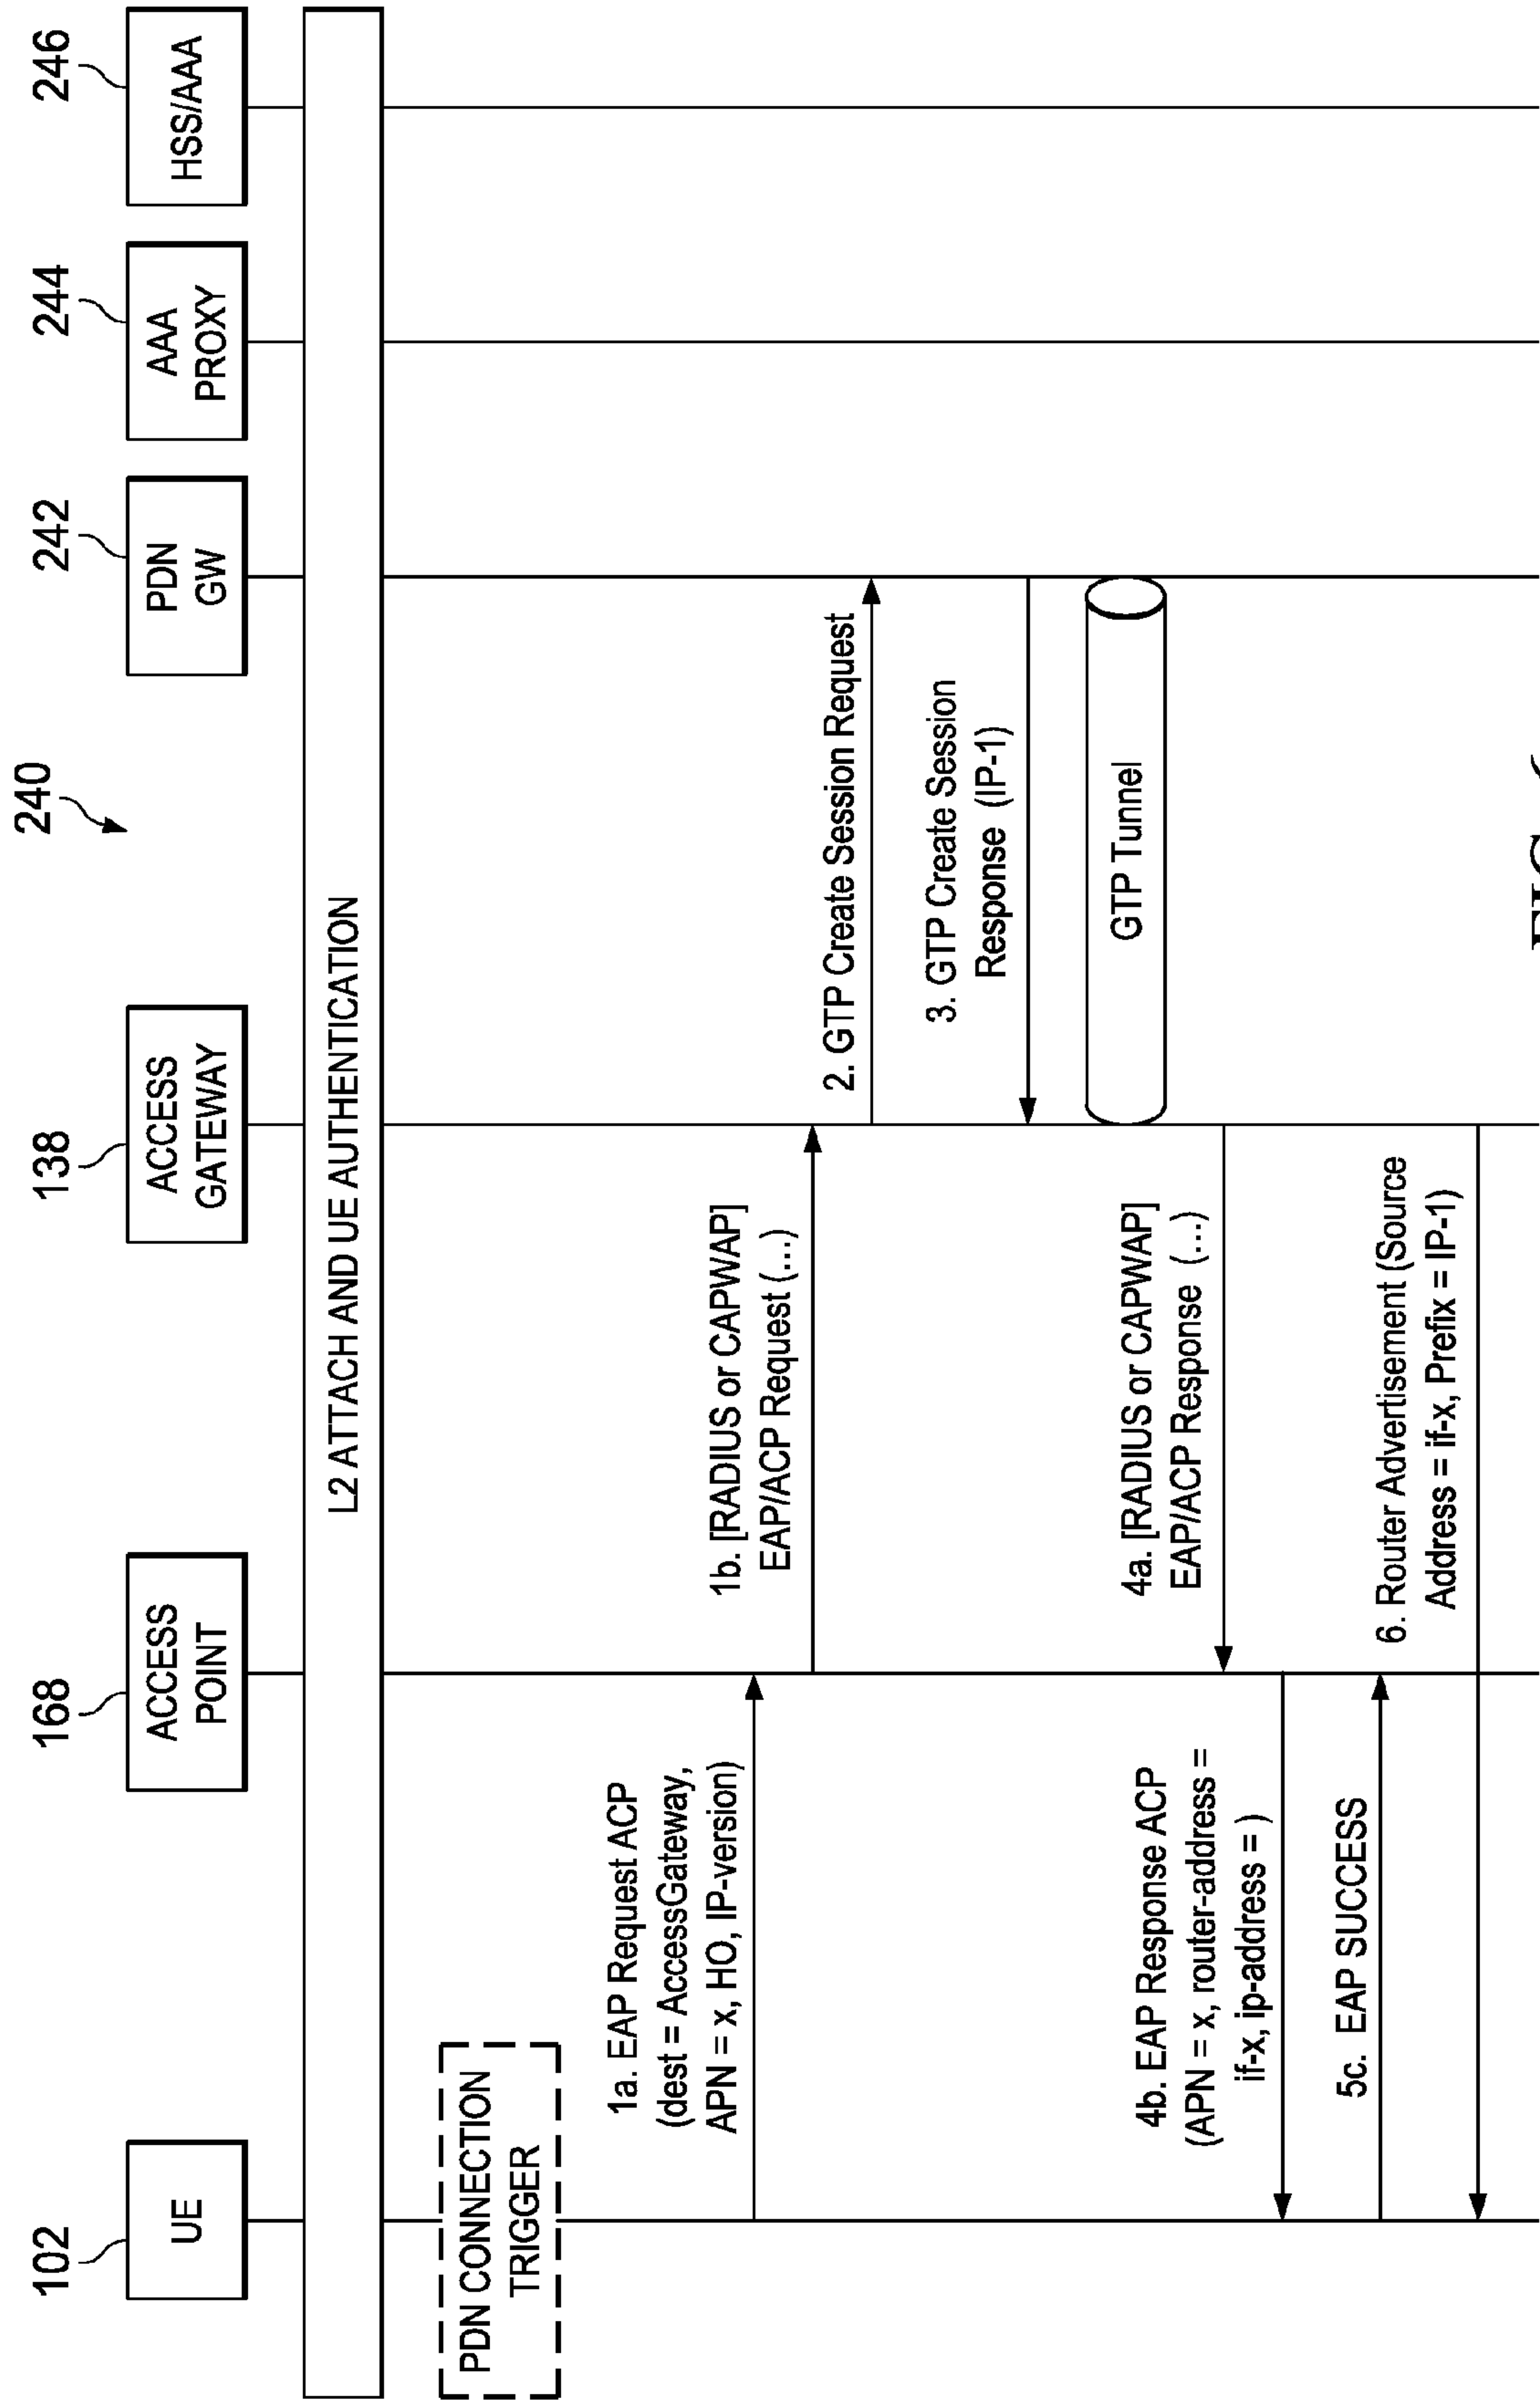 240
102
168
138
242
244
246
UE
ACCESS
POINT
ACCESS
GATEWAY
PDN
GW
AAA
PROXY
HSS/AAA
L2 ATTACH AND UE AUTHENTICATION
PDN CONNECTION
TRIGGER
1a. EAP Request ACP
(dest = AccessGateway,
APN = x, HO, IP-version)
1b. [RADIUS or CAPWAP]
EAP/ACP Request (...)
2. GTP Create Session Request
3. GTP Create Session
Response (IP-1)
GTP Tunnel
4a. [RADIUS or CAPWAP]
EAP/ACP Response (...)
4b. EAP Response ACP
(APN = x, router-address =
if-x, ip-address = )
5c. EAP SUCCESS
6. Router Advertisement (Source
Address = if-x, Prefix = IP-1)